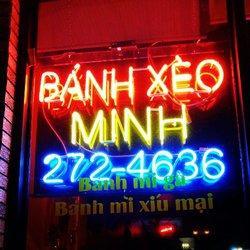 BÁNH XÈO
MINH
272-4636
Bánh mì gà
Bánh mì xíu mại